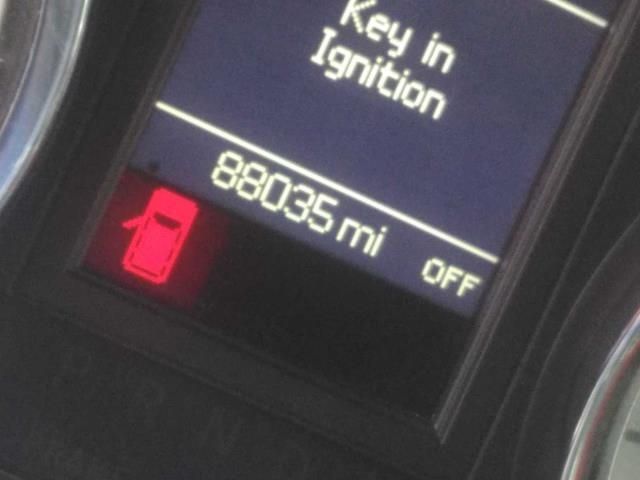 Key in
Ignition
88035 mi
OFF
P R N D